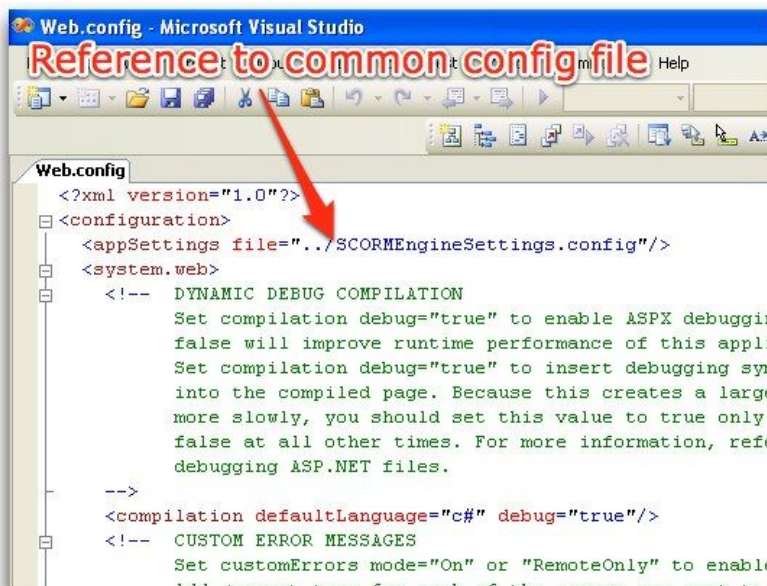 Web.config - Microsoft Visual Studio
Reference to common config file
Help
Web.config
<?xml version="1.0"?>
<configuration>
<appSettings file="../SCORMEngineSettings.config"/>
<system.web>
<!-- DYNAMIC DEBUG COMPILATION
Set compilation debug="true" to enable ASPX debuggi
false will improve runtime performance of this appl
Set compilation debug="true" to insert debugging sy
into the compiled page. Because this creates a large
more slowly, you should set this value to true only
false at all other times. For more information, ref
debugging ASP.NET files.
-->
<compilation defaultLanguage="c#" debug="true"/>
<!-- CUSTOM ERROR MESSAGES
Set customErrors mode="On" or "RemoteOnly" to enable